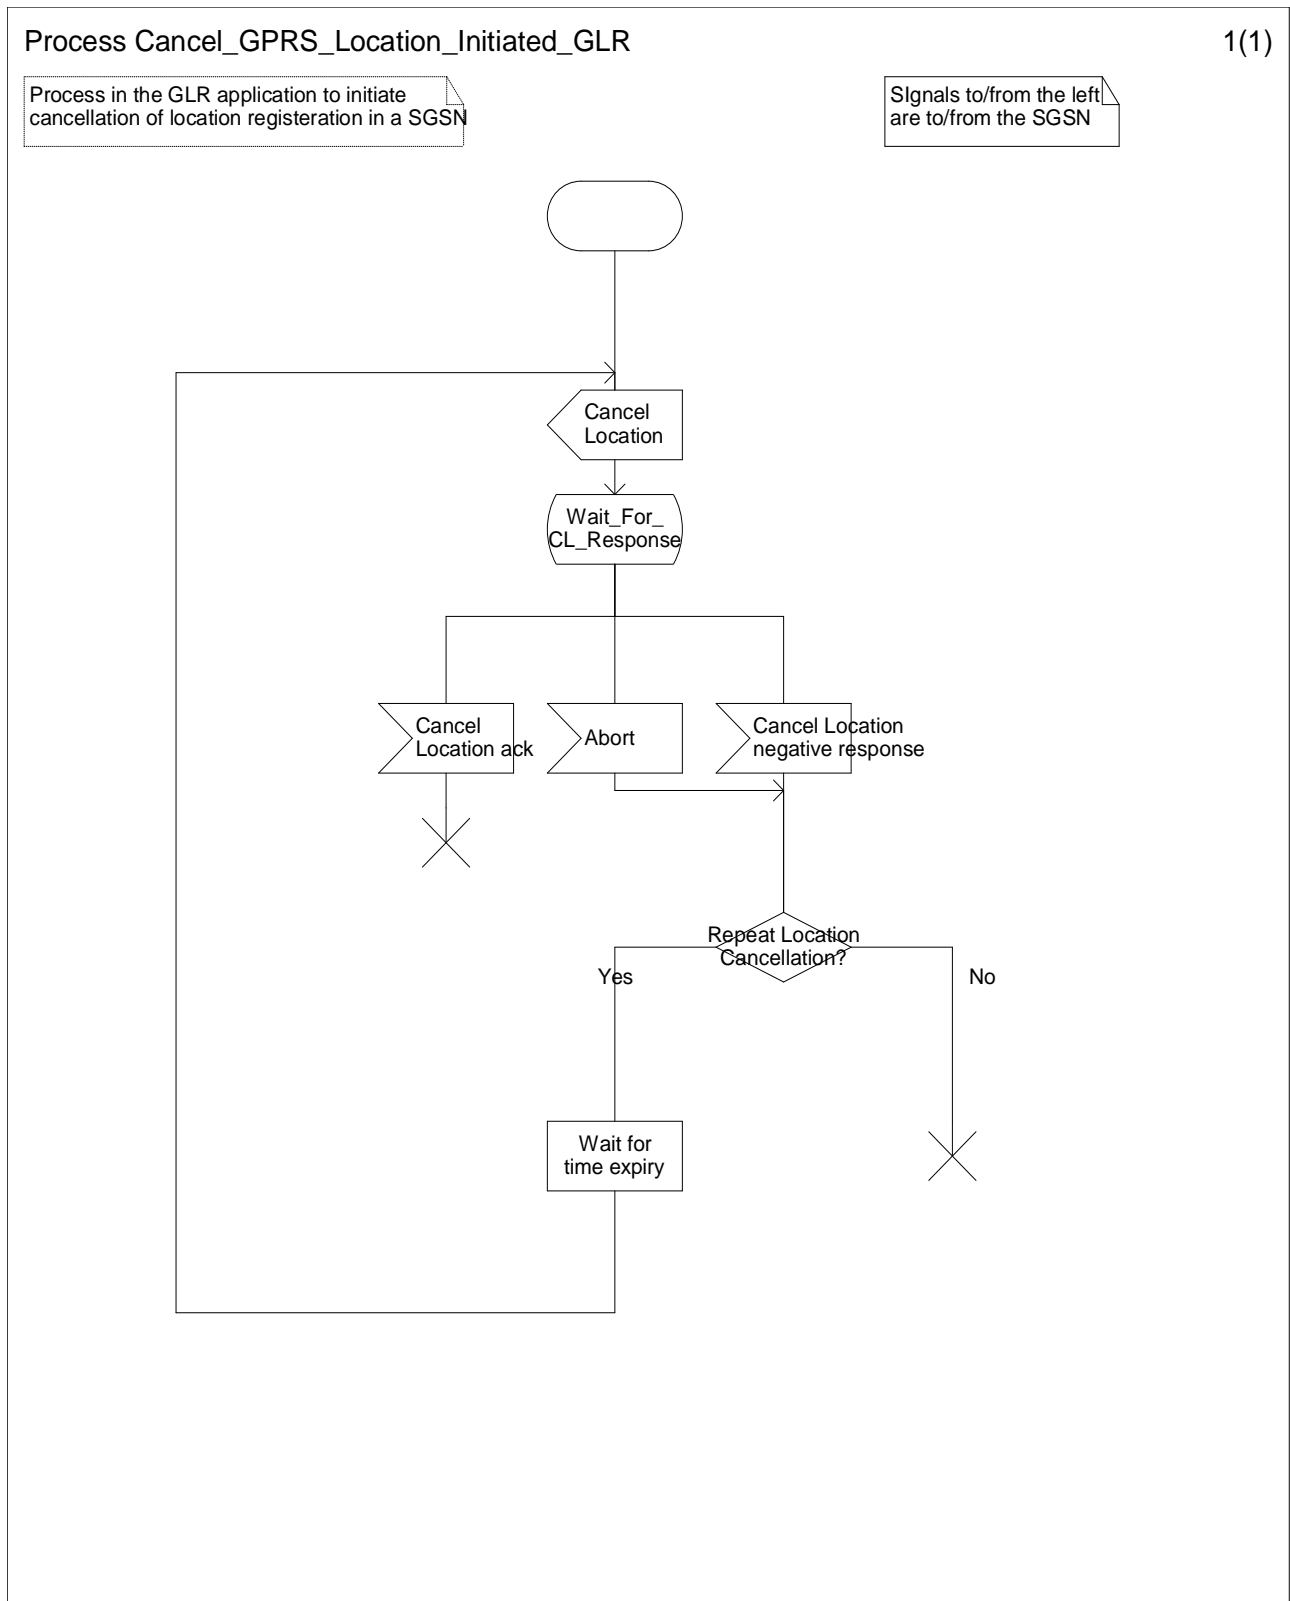 Process Cancel_GPRS_Location_Initiated_GLR
1(1)
Process in the GLR application to initiate
cancellation of location registeration in a SGSN
SIgnals to/from the left
are to/from the SGSN
Cancel
Location
Wait_For_
CL_Response
Cancel
Location ack
Abort
Cancel Location
negative response
Repeat Location
Cancellation?
Yes
No
Wait for
time expiry